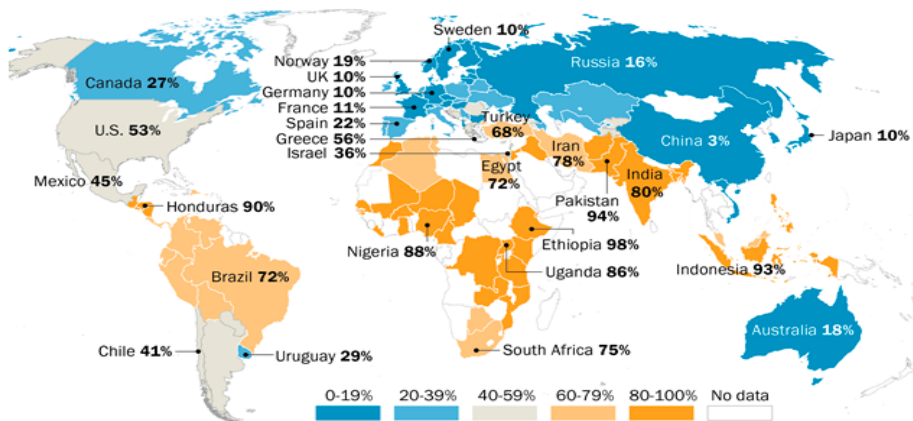 Sweden 10%
Norway 19%
Russia 16%
UK 10%
Canada 27%
Germany 10%
France 11%
U.S. 53%
Spain 22%
Turkey
68%
Greece 56%
China 3%
Japan 10%
Israel 36%
Iran
78%
Egypt
72%
India
80%
Mexico 45%
Pakistan
94%
Honduras 90%
Nigeria 88%
Ethiopia 98%
Uganda 86%
Indonesia 93%
Brazil 72%
Australia 18%
Chile 41%
Uruguay 29%
South Africa 75%
0-19% 20-39% 40-59% 60-79% 80-100% No data